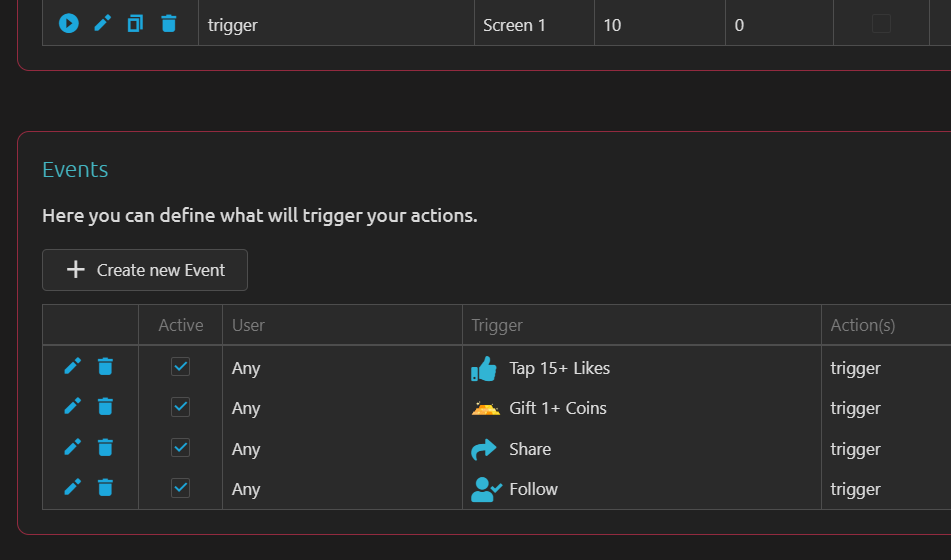 trigger Screen 1 10 0
Events
Here you can define what will trigger your actions.
Create new Event
Active User Trigger Action(s)
Any Tap 15+ Likes trigger
Any Gift 1+ Coins trigger
Any Share trigger
Any Follow trigger